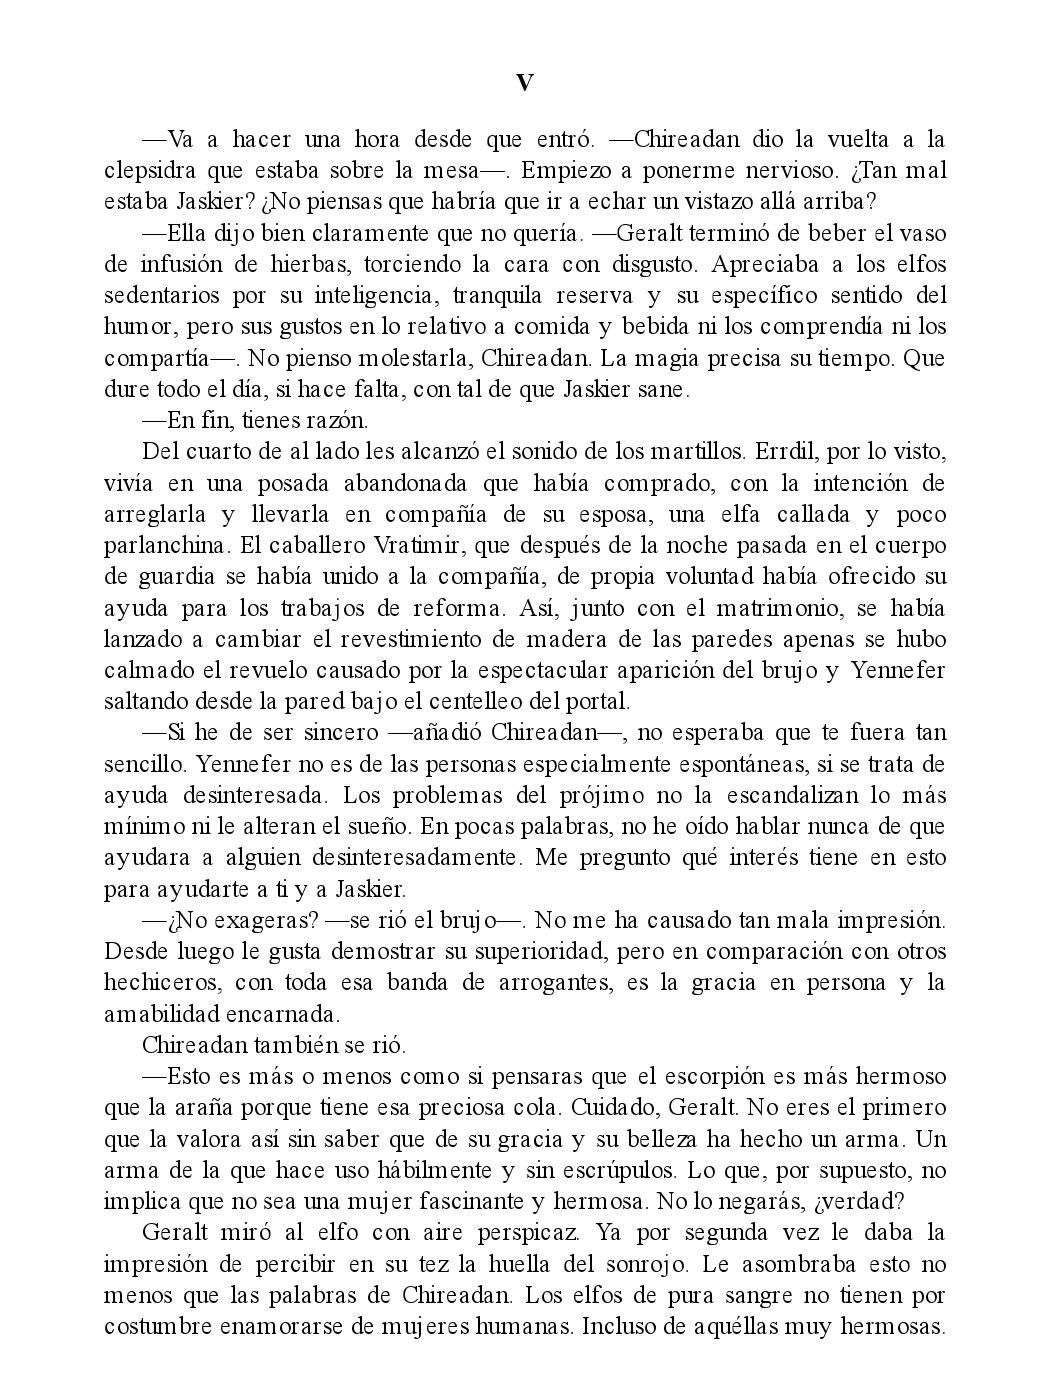 V
—Va a hacer una hora desde que entró. —Chireadan dio la vuelta a la
clepsidra que estaba sobre la mesa—. Empiezo a ponerme nervioso. ¿Tan mal
estaba Jaskier? ¿No piensas que habría que ir a echar un vistazo allá arriba?
—Ella dijo bien claramente que no quería. —Geralt terminó de beber el vaso
de infusión de hierbas, torciendo la cara con disgusto. Apreciaba a los elfos
sedentarios por su inteligencia, tranquila reserva y su específico sentido del
humor, pero sus gustos en lo relativo a comida y bebida ni los comprendía ni los
compartía—. No pienso molestarla, Chireadan. La magia precisa su tiempo. Que
dure todo el día, si hace falta, con tal de que Jaskier sane.
—En fin, tienes razón.
Del cuarto de al lado les alcanzó el sonido de los martillos. Errdil, por lo visto,
vivía en una posada abandonada que había comprado, con la intención de
arreglarla y llevarla en compañía de su esposa, una elfa callada y poco
parlanchina. El caballero Vratimir, que después de la noche pasada en el cuerpo
de guardia se había unido a la compañía, de propia voluntad había ofrecido su
ayuda para los trabajos de reforma. Así, junto con el matrimonio, se había
lanzado a cambiar el revestimiento de madera de las paredes apenas se hubo
calmado el revuelo causado por la espectacular aparición del brujo y Yennefer
saltando desde la pared bajo el centelleo del portal.
—Si he de ser sincero —añadió Chireadan—, no esperaba que te fuera tan
sencillo. Yennefer no es de las personas especialmente espontáneas, si se trata de
ayuda desinteresada. Los problemas del prójimo no la escandalizan lo más
mínimo ni le alteran el sueño. En pocas palabras, no he oído hablar nunca de que
ayudara a alguien desinteresadamente. Me pregunto qué interés tiene en esto
para ayudarte a ti y a Jaskier.
—¿No exageras? —se rió el brujo—. No me ha causado tan mala impresión.
Desde luego le gusta demostrar su superioridad, pero en comparación con otros
hechiceros, con toda esa banda de arrogantes, es la gracia en persona y la
amabilidad encarnada.
Chireadan también se rió.
—Esto es más o menos como si pensaras que el escorpión es más hermoso
que la araña porque tiene esa preciosa cola. Cuidado, Geralt. No eres el primero
que la valora así sin saber que de su gracia y su belleza ha hecho un arma. Un
arma de la que hace uso hábilmente y sin escrúpulos. Lo que, por supuesto, no
implica que no sea una mujer fascinante y hermosa. No lo negarás, ¿verdad?
Geralt miró al elfo con aire perspicaz. Ya por segunda vez le daba la
impresión de percibir en su tez la huella del sonrojo. Le asombraba esto no
menos que las palabras de Chireadan. Los elfos de pura sangre no tienen por
costumbre enamorarse de mujeres humanas. Incluso de aquéllas muy hermosas.